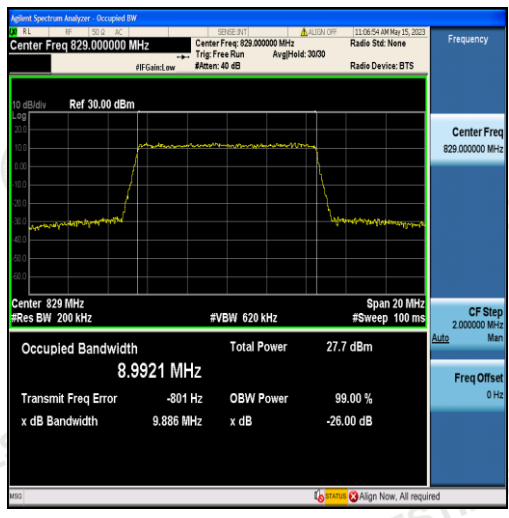 Agilent Spectrum Analyzer - Occupied BW
RL RF 50 Ω AC SENSE:INT ALIGN OFF 11:06:54 AM May 15, 2023
Center Freq 829.000000 MHz Center Freq: 829.000000 MHz Radio Std: None
Trig: Free Run Avg|Hold: 30/30
#IFGain:Low #Atten: 40 dB Radio Device: BTS
Frequency
10 dB/div Ref 30.00 dBm
Log
20.0
10.0
0.00
-10.0
-20.0
-30.0
-40.0
-50.0
-60.0
Center Freq
829.000000 MHz
Center 829 MHz Span 20 MHz
#Res BW 200 kHz #VBW 620 kHz #Sweep 100 ms
CF Step
2.000000 MHz
Auto Man
Occupied Bandwidth Total Power 27.7 dBm
8.9921 MHz
Transmit Freq Error -801 Hz OBW Power 99.00 %
x dB Bandwidth 9.886 MHz x dB -26.00 dB
Freq Offset
0 Hz
MSG STATUS Align Now, All required